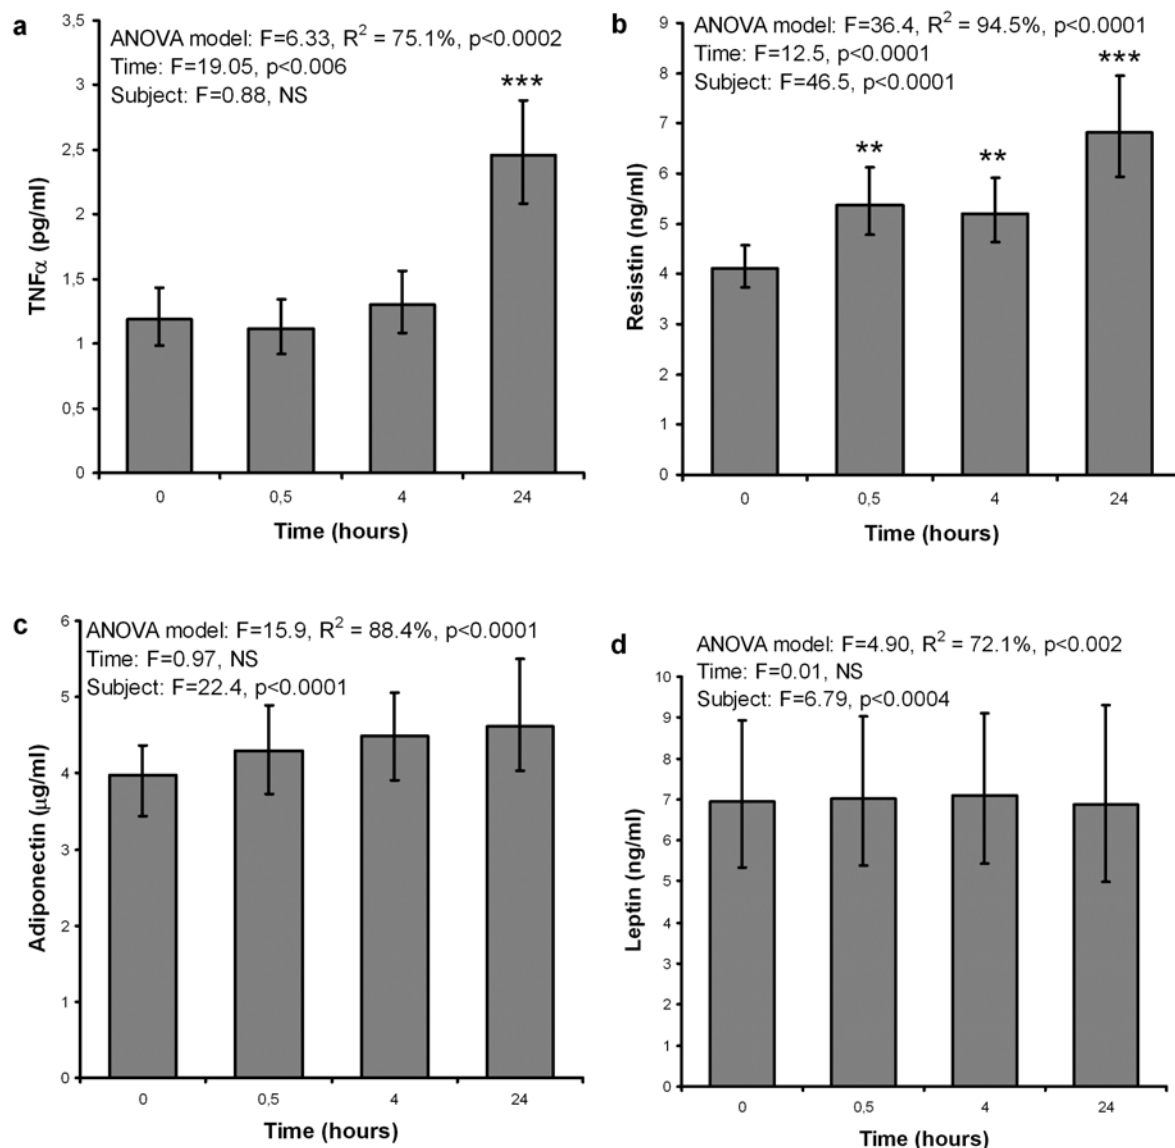 a
ANOVA model: F=6.33, R² = 75.1%, p<0.0002
Time: F=19.05, p<0.006
Subject: F=0.88, NS
***
TNFα (pg/ml)
3,5
3
2,5
2
1,5
1
0,5
0
0 0,5 4 24
Time (hours)
b
ANOVA model: F=36.4, R² = 94.5%, p<0.0001
Time: F=12.5, p<0.0001
Subject: F=46.5, p<0.0001
***
** **
Resistin (ng/ml)
9
8
7
6
5
4
3
2
1
0
0 0,5 4 24
Time (hours)
c
ANOVA model: F=15.9, R² = 88.4%, p<0.0001
Time: F=0.97, NS
Subject: F=22.4, p<0.0001
Adiponectin (μg/ml)
6
5
4
3
2
1
0
0 0,5 4 24
Time (hours)
d
ANOVA model: F=4.90, R² = 72.1%, p<0.002
Time: F=0.01, NS
Subject: F=6.79, p<0.0004
Leptin (ng/ml)
10
9
8
7
6
5
4
3
2
1
0
0 0,5 4 24
Time (hours)